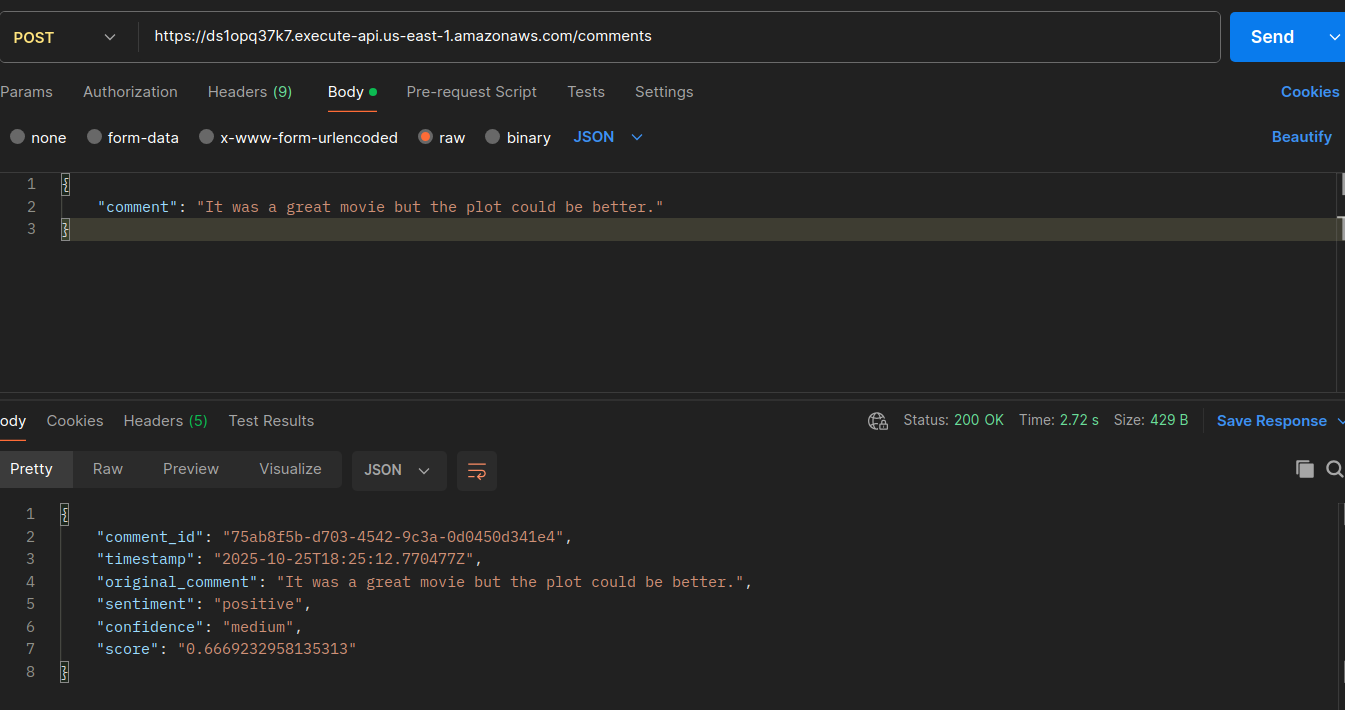 POST https://ds1opq37k7.execute-api.us-east-1.amazonaws.com/comments Send
Params Authorization Headers (9) Body Pre-request Script Tests Settings Cookies
none form-data x-www-form-urlencoded raw binary JSON Beautify
1 {
2 "comment": "It was a great movie but the plot could be better."
3 }
ody Cookies Headers (5) Test Results Status: 200 OK Time: 2.72 s Size: 429 B Save Response
Pretty Raw Preview Visualize JSON
1 {
2 "comment_id": "75ab8f5b-d703-4542-9c3a-0d0450d341e4",
3 "timestamp": "2025-10-25T18:25:12.770477Z",
4 "original_comment": "It was a great movie but the plot could be better.",
5 "sentiment": "positive",
6 "confidence": "medium",
7 "score": "0.6669232958135313"
8 }